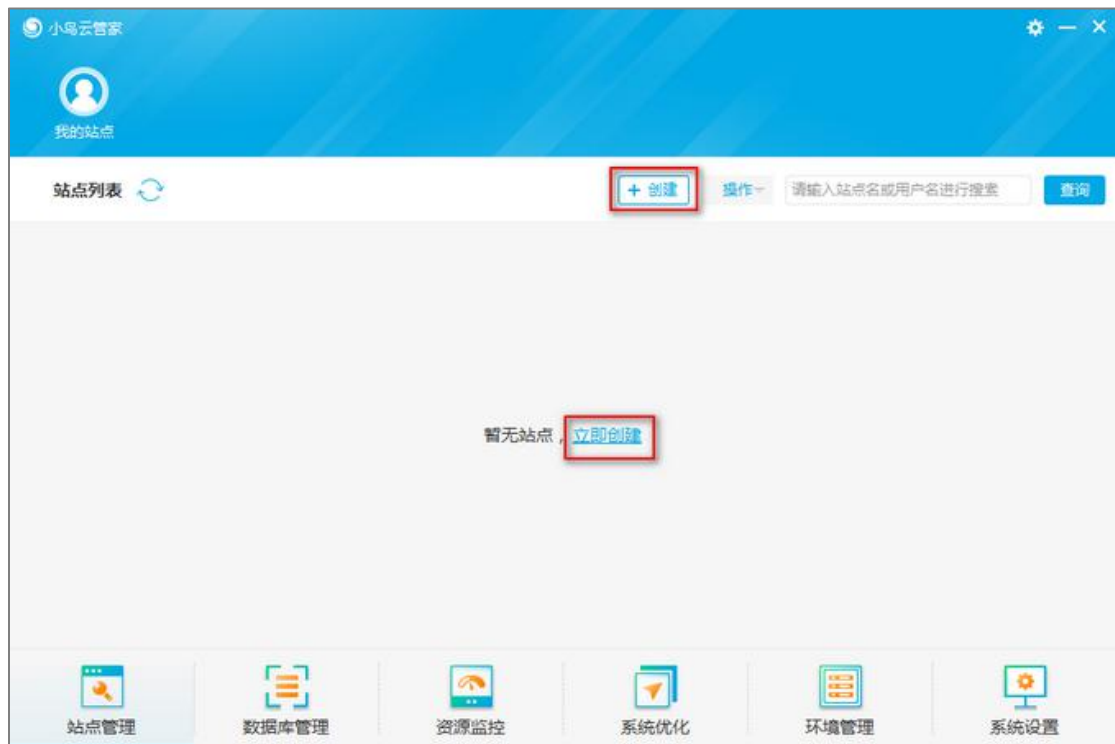 小鸟云管家
我的站点
站点列表
+ 创建 操作 请输入站点名或用户名进行搜索 查询
暂无站点，立即创建
站点管理 数据库管理 资源监控 系统优化 环境管理 系统设置